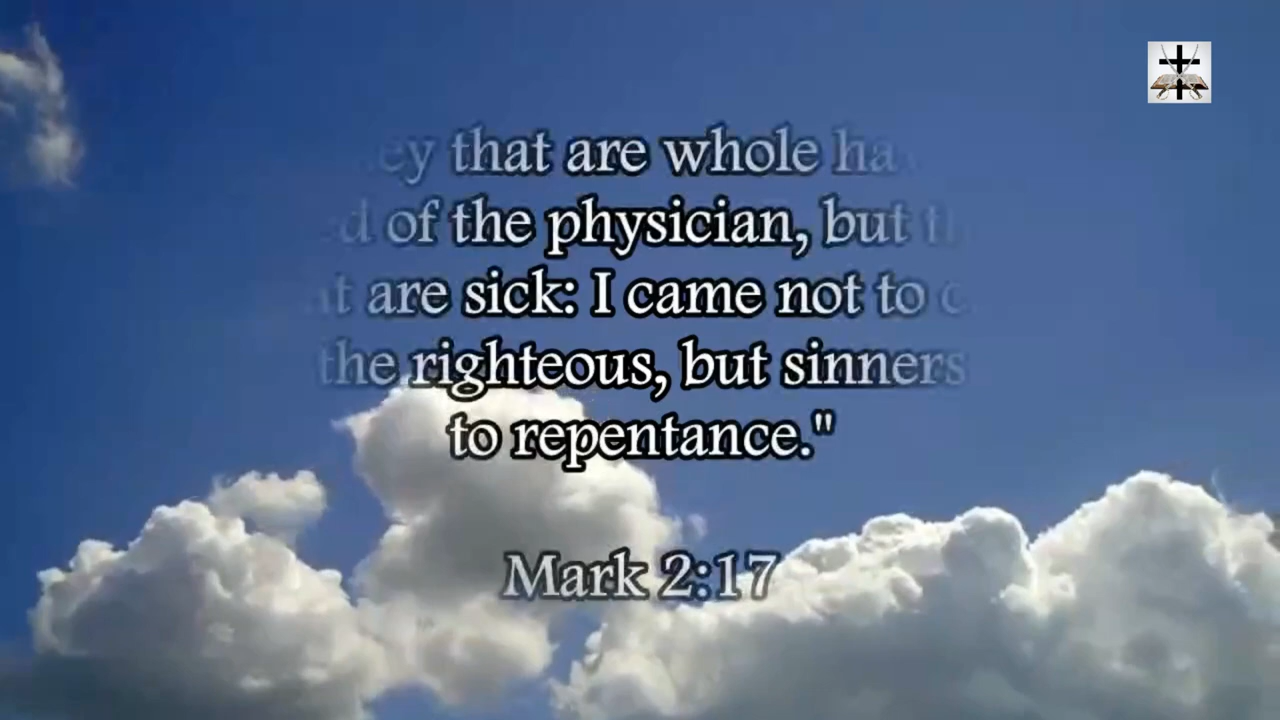 that are whole
of the physician, but
are sick: I came not to
the righteous, but sinners
to repentance."
Mark 2:17